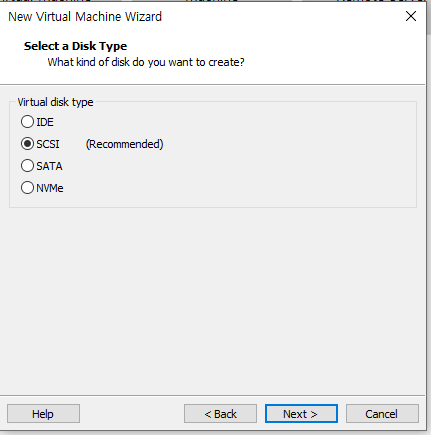 New Virtual Machine Wizard
Select a Disk Type
What kind of disk do you want to create?
Virtual disk type
IDE
SCSI (Recommended)
SATA
NVMe
Help < Back Next > Cancel